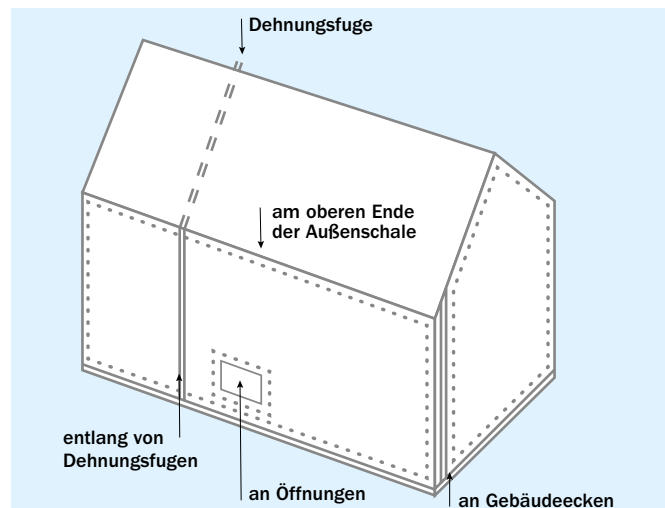 Dehnungsfuge
am oberen Ende
der Außenschale
entlang von
Dehnungsfugen
an Öffnungen
an Gebäudeecken